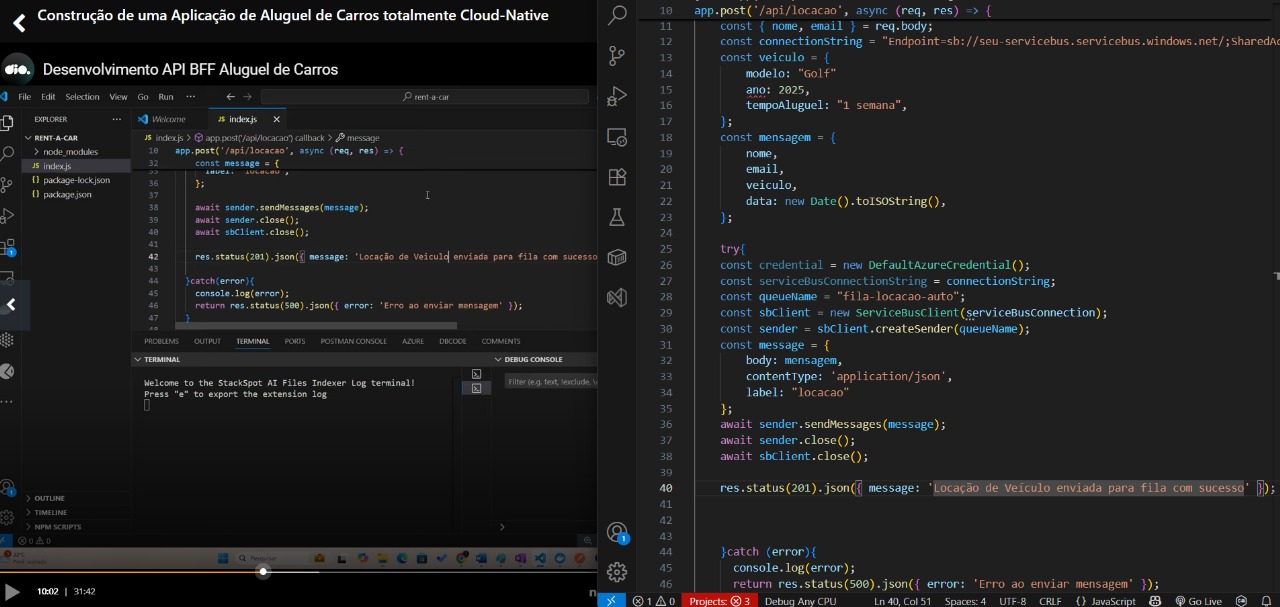 Construção de uma Aplicação de Aluguel de Carros totalmente Cloud-Native
dio.
Desenvolvimento API BFF Aluguel de Carros
File Edit Selection View Go Run ··· rent-a-car
EXPLORER ···
RENT-A-CAR
node_modules
JS index.js
{} package-lock.json
{} package.json
OUTLINE
TIMELINE
NPM SCRIPTS
Welcome JS index.js
JS index.js > app.post('/api/locacao') callback > message
10 app.post('/api/locacao', async (req, res) => {
32 const message = {
label: 'locacao',
36 };
37
38 await sender.sendMessages(message);
39 await sender.close();
40 await sbClient.close();
41
42 res.status(201).json({ message: 'Locação de Veiculo enviada para fila com sucesso
43
44 }catch(error){
45 console.log(error);
46 return res.status(500).json({ error: 'Erro ao enviar mensagem' });
47 }
48
PROBLEMS OUTPUT TERMINAL PORTS POSTMAN CONSOLE AZURE DBCODE COMMENTS
TERMINAL
Welcome to the StackSpot AI Files Indexer Log terminal!
Press "e" to export the extension log
DEBUG CONSOLE
Filter (e.g. text, !exclude, \
0 0
Pesquisar
10:02 | 31:42
10 app.post('/api/locacao', async (req, res) => {
11 const { nome, email } = req.body;
12 const connectionString = "Endpoint=sb://seu-servicebus.servicebus.windows.net/;SharedAc
13 const veiculo = {
14 modelo: "Golf"
15 ano: 2025,
16 tempoAluguel: "1 semana",
17 };
18 const mensagem = {
19 nome,
20 email,
21 veiculo,
22 data: new Date().toISOString(),
23 };
24
25 try{
26 const credential = new DefaultAzureCredential();
27 const serviceBusConnectionString = connectionString;
28 const queueName = "fila-locacao-auto";
29 const sbClient = new ServiceBusClient(serviceBusConnection);
30 const sender = sbClient.createSender(queueName);
31 const message = {
32 body: mensagem,
33 contentType: 'application/json',
34 label: "locacao"
35 };
36 await sender.sendMessages(message);
37 await sender.close();
38 await sbClient.close();
39
40 res.status(201).json({ message: 'Locação de Veículo enviada para fila com sucesso' });
41
42
43
44 }catch (error){
45 console.log(error);
46 return res.status(500).json({ error: 'Erro ao enviar mensagem' });
1 0 Projects: 3 Debug Any CPU Ln 40, Col 51 Spaces: 4 UTF-8 CRLF {} JavaScript Go Live